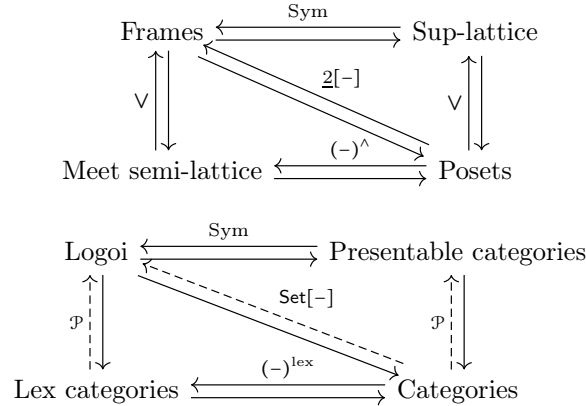 Sym
Frames Sup-lattice
2[−]
∨ ∨
(−)^∧
Meet semi-lattice Posets
Sym
Logoi Presentable categories
Set[−]
𝒫 𝒫
(−)^lex
Lex categories Categories